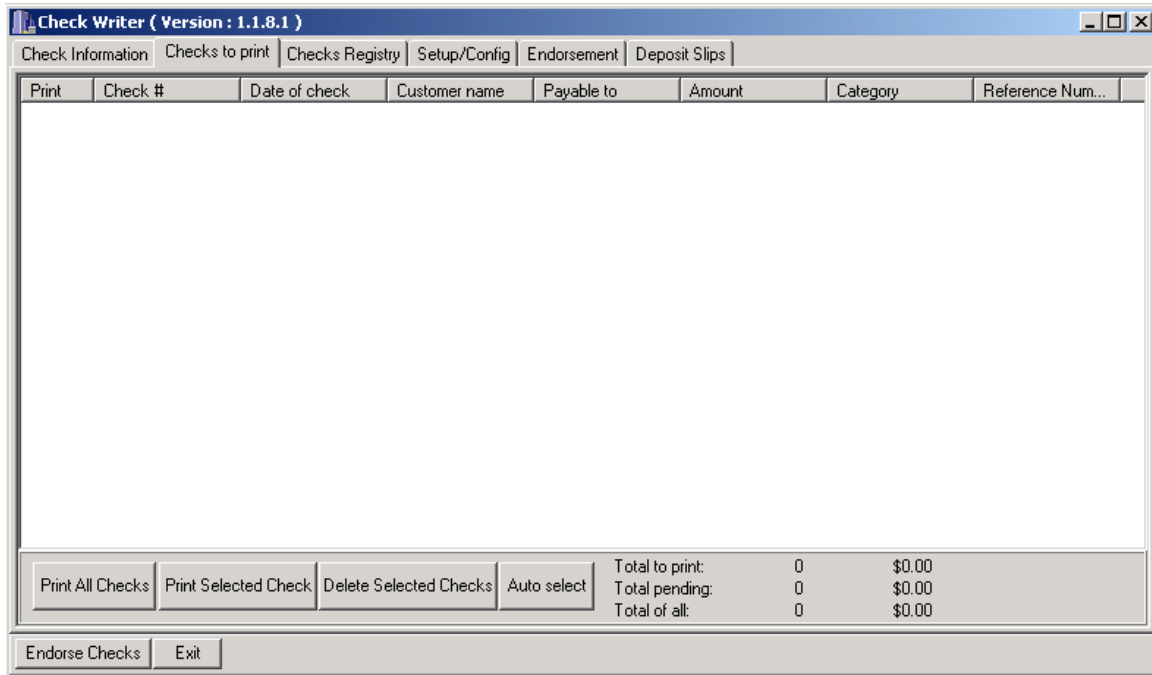 Check Writer ( Version : 1.1.8.1 )
Check Information Checks to print Checks Registry Setup/Config Endorsement Deposit Slips
Print Check # Date of check Customer name Payable to Amount Category Reference Num...
Total to print: 0 $0.00
Print All Checks Print Selected Check Delete Selected Checks Auto select Total pending: 0 $0.00
Total of all: 0 $0.00
Endorse Checks Exit